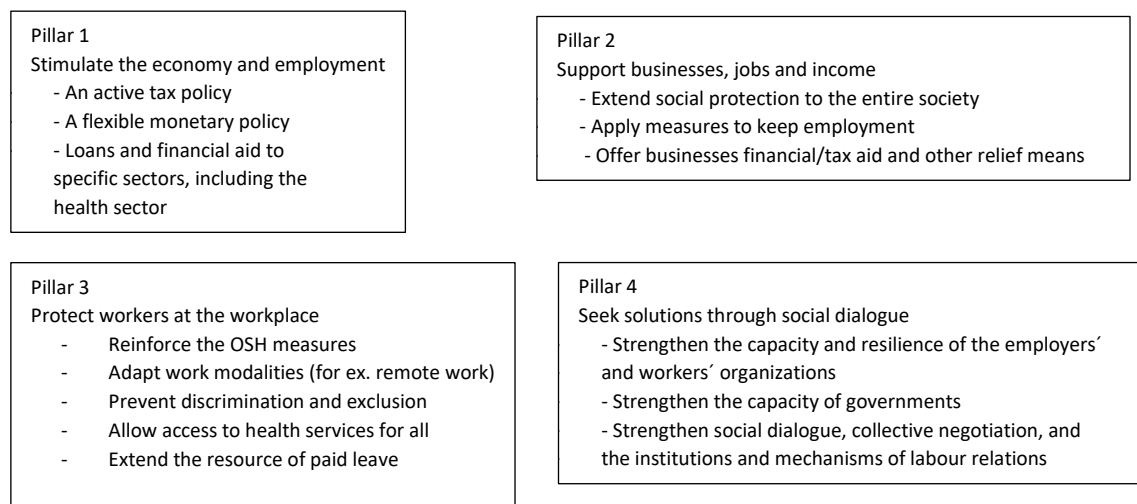 Pillar 1
Stimulate the economy and employment
- An active tax policy
- A flexible monetary policy
- Loans and financial aid to
specific sectors, including the
health sector
Pillar 2
Support businesses, jobs and income
- Extend social protection to the entire society
- Apply measures to keep employment
- Offer businesses financial/tax aid and other relief means
Pillar 3
Protect workers at the workplace
- Reinforce the OSH measures
- Adapt work modalities (for ex. remote work)
- Prevent discrimination and exclusion
- Allow access to health services for all
- Extend the resource of paid leave
Pillar 4
Seek solutions through social dialogue
- Strengthen the capacity and resilience of the employers´
and workers´ organizations
- Strengthen the capacity of governments
- Strengthen social dialogue, collective negotiation, and
the institutions and mechanisms of labour relations